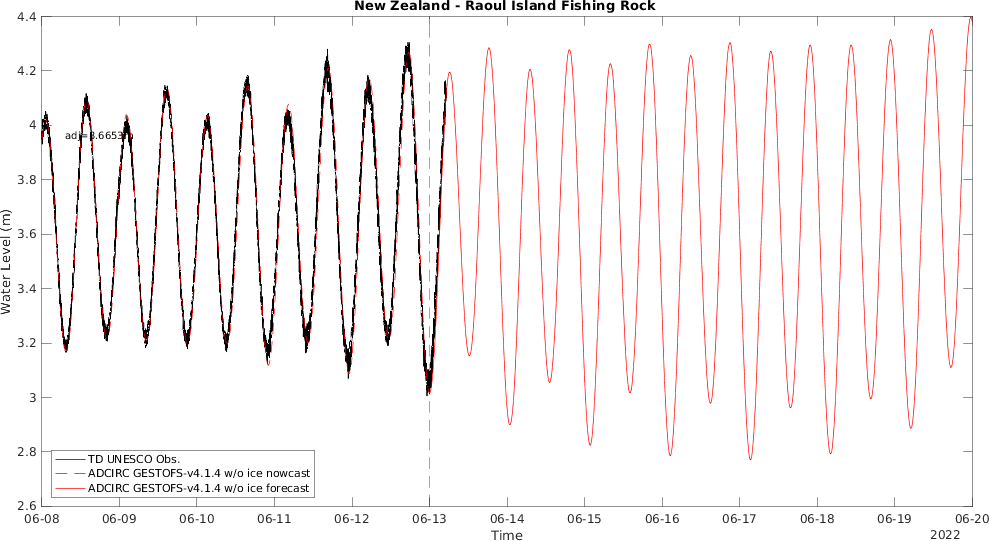 New Zealand - Raoul Island Fishing Rock
4.4
4.2
4
3.8
3.6
3.4
3.2
3
2.8
2.6
Water Level (m)
TD UNESCO Obs.
ADCIRC GESTOFS-v4.1.4 w/o ice nowcast
ADCIRC GESTOFS-v4.1.4 w/o ice forecast
06-08 06-09 06-10 06-11 06-12 06-13 06-14 06-15 06-16 06-17 06-18 06-19 06-20
Time
2022